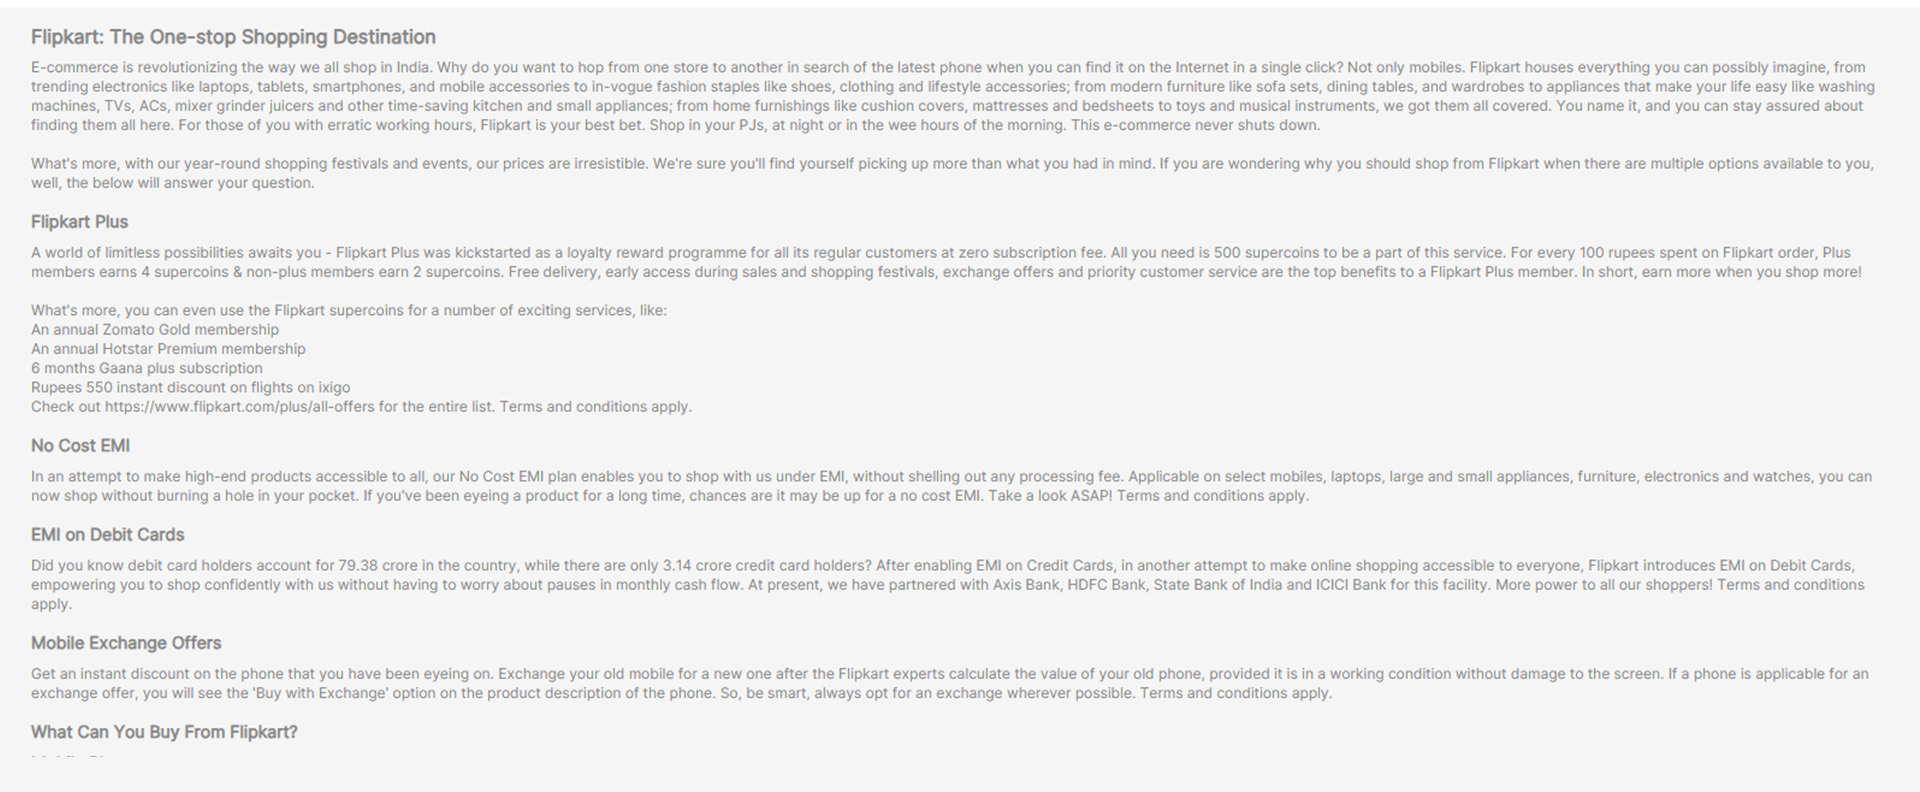 Flipkart: The One-stop Shopping Destination
E-commerce is revolutionizing the way we all shop in India. Why do you want to hop from one store to another in search of the latest phone when you can find it on the Internet in a single click? Not only mobiles. Flipkart houses everything you can possibly imagine, from
trending electronics like laptops, tablets, smartphones, and mobile accessories to in-vogue fashion staples like shoes, clothing and lifestyle accessories; from modern furniture like sofa sets, dining tables, and wardrobes to appliances that make your life easy like washing
machines, TVs, ACs, mixer grinder juicers and other time-saving kitchen and small appliances; from home furnishings like cushion covers, mattresses and bedsheets to toys and musical instruments, we got them all covered. You name it, and you can stay assured about
finding them all here. For those of you with erratic working hours, Flipkart is your best bet. Shop in your PJs, at night or in the wee hours of the morning. This e-commerce never shuts down.
What's more, with our year-round shopping festivals and events, our prices are irresistible. We're sure you'll find yourself picking up more than what you had in mind. If you are wondering why you should shop from Flipkart when there are multiple options available to you,
well, the below will answer your question.
Flipkart Plus
A world of limitless possibilities awaits you - Flipkart Plus was kickstarted as a loyalty reward programme for all its regular customers at zero subscription fee. All you need is 500 supercoins to be a part of this service. For every 100 rupees spent on Flipkart order, Plus
members earns 4 supercoins & non-plus members earn 2 supercoins. Free delivery, early access during sales and shopping festivals, exchange offers and priority customer service are the top benefits to a Flipkart Plus member. In short, earn more when you shop more!
What's more, you can even use the Flipkart supercoins for a number of exciting services, like:
An annual Zomato Gold membership
An annual Hotstar Premium membership
6 months Gaana plus subscription
Rupees 550 instant discount on flights on ixigo
Check out https://www.flipkart.com/plus/all-offers for the entire list. Terms and conditions apply.
No Cost EMI
In an attempt to make high-end products accessible to all, our No Cost EMI plan enables you to shop with us under EMI, without shelling out any processing fee. Applicable on select mobiles, laptops, large and small appliances, furniture, electronics and watches, you can
now shop without burning a hole in your pocket. If you've been eyeing a product for a long time, chances are it may be up for a no cost EMI. Take a look ASAP! Terms and conditions apply.
EMI on Debit Cards
Did you know debit card holders account for 79.38 crore in the country, while there are only 3.14 crore credit card holders? After enabling EMI on Credit Cards, in another attempt to make online shopping accessible to everyone, Flipkart introduces EMI on Debit Cards,
empowering you to shop confidently with us without having to worry about pauses in monthly cash flow. At present, we have partnered with Axis Bank, HDFC Bank, State Bank of India and ICICI Bank for this facility. More power to all our shoppers! Terms and conditions
apply.
Mobile Exchange Offers
Get an instant discount on the phone that you have been eyeing on. Exchange your old mobile for a new one after the Flipkart experts calculate the value of your old phone, provided it is in a working condition without damage to the screen. If a phone is applicable for an
exchange offer, you will see the 'Buy with Exchange' option on the product description of the phone. So, be smart, always opt for an exchange wherever possible. Terms and conditions apply.
What Can You Buy From Flipkart?